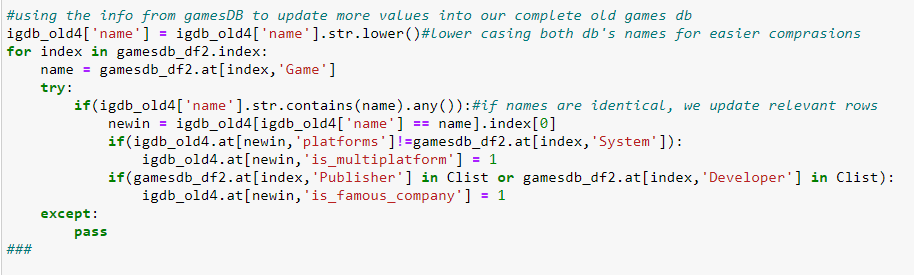 #using the info from gamesDB to update more values into our complete old games db
igdb_old4['name'] = igdb_old4['name'].str.lower()#Lower casing both db's names for easier comprasions
for index in gamesdb_df2.index:
    name = gamesdb_df2.at[index,'Game']
    try:
        if(igdb_old4['name'].str.contains(name).any()):#if names are identical, we update relevant rows
            newin = igdb_old4[igdb_old4['name'] == name].index[0]
            if(igdb_old4.at[newin,'platforms']!=gamesdb_df2.at[index,'System']):
                igdb_old4.at[newin,'is_multiplatform'] = 1
            if(gamesdb_df2.at[index,'Publisher'] in Clist or gamesdb_df2.at[index,'Developer'] in Clist):
                igdb_old4.at[newin,'is_famous_company'] = 1
    except:
        pass
###